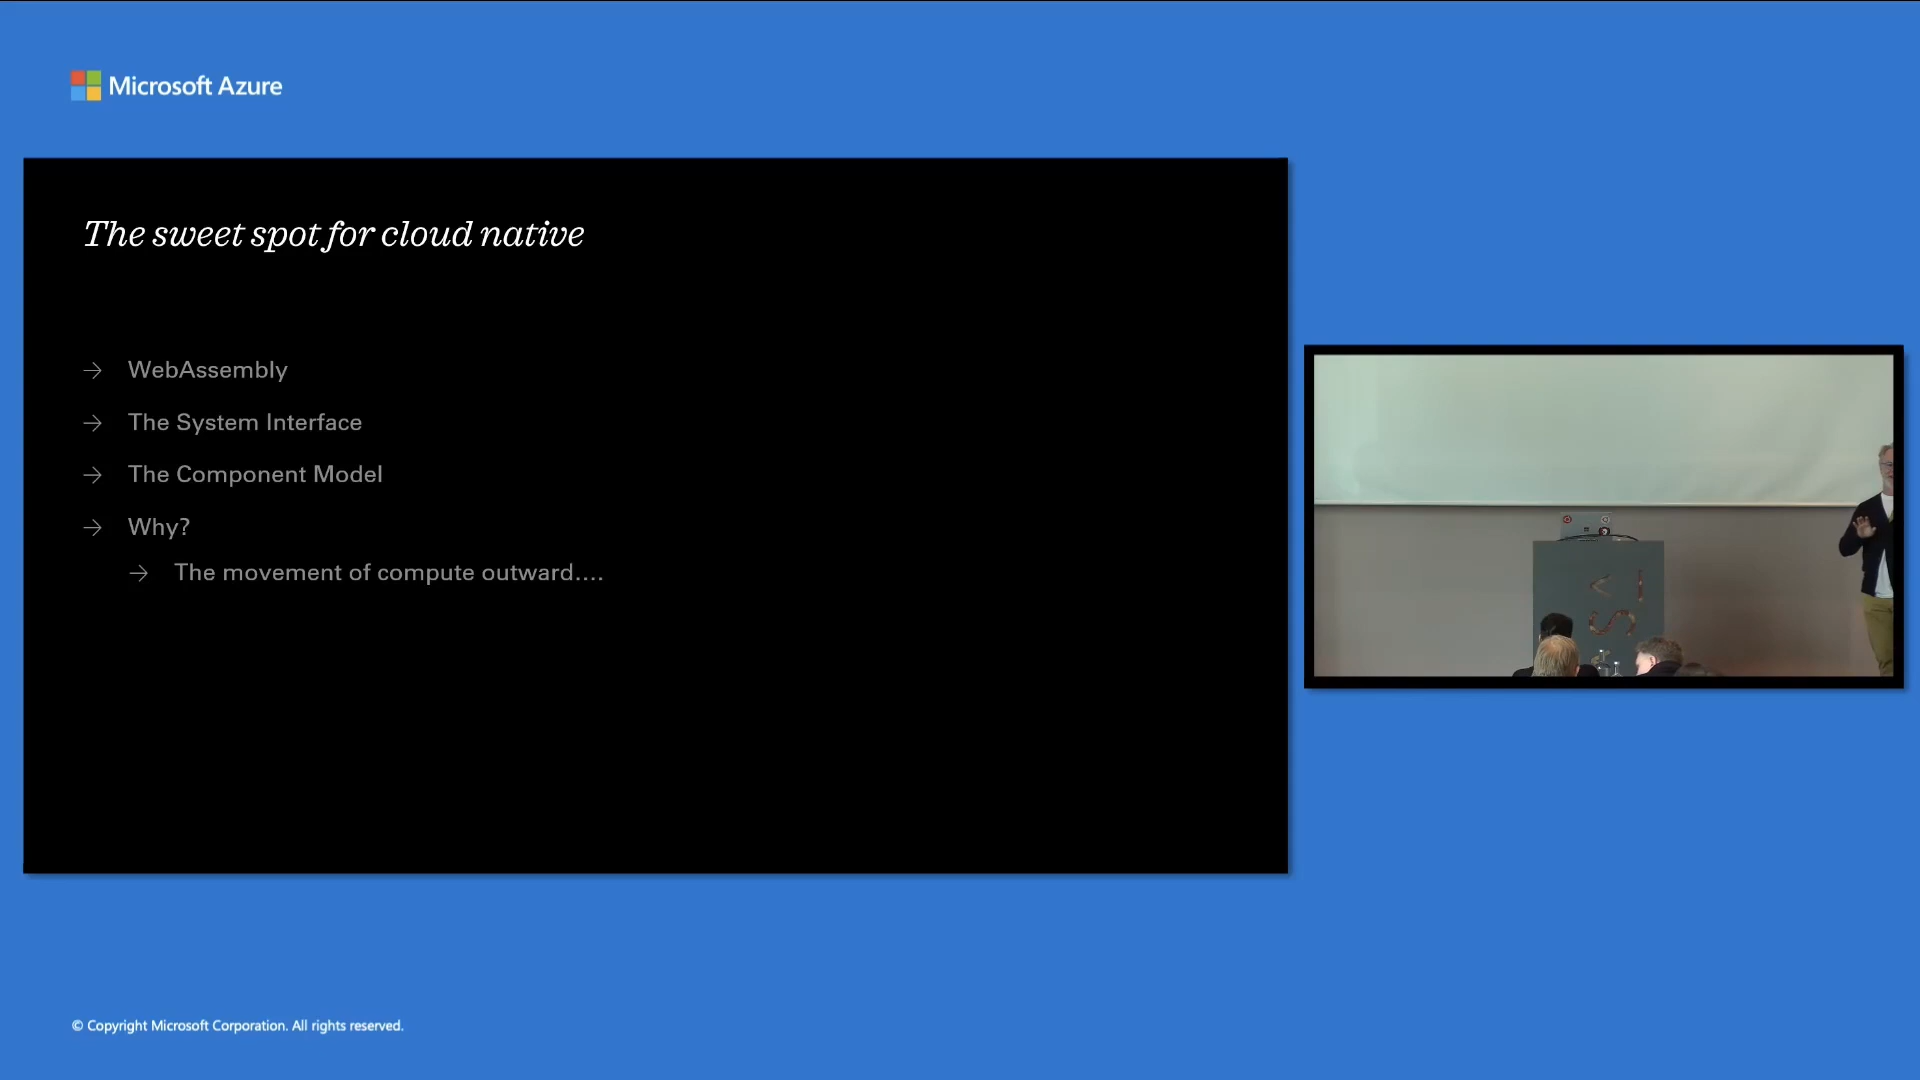 Microsoft Azure
The sweet spot for cloud native
→ WebAssembly
→ The System Interface
→ The Component Model
→ Why?
→ The movement of compute outward....
© Copyright Microsoft Corporation. All rights reserved.